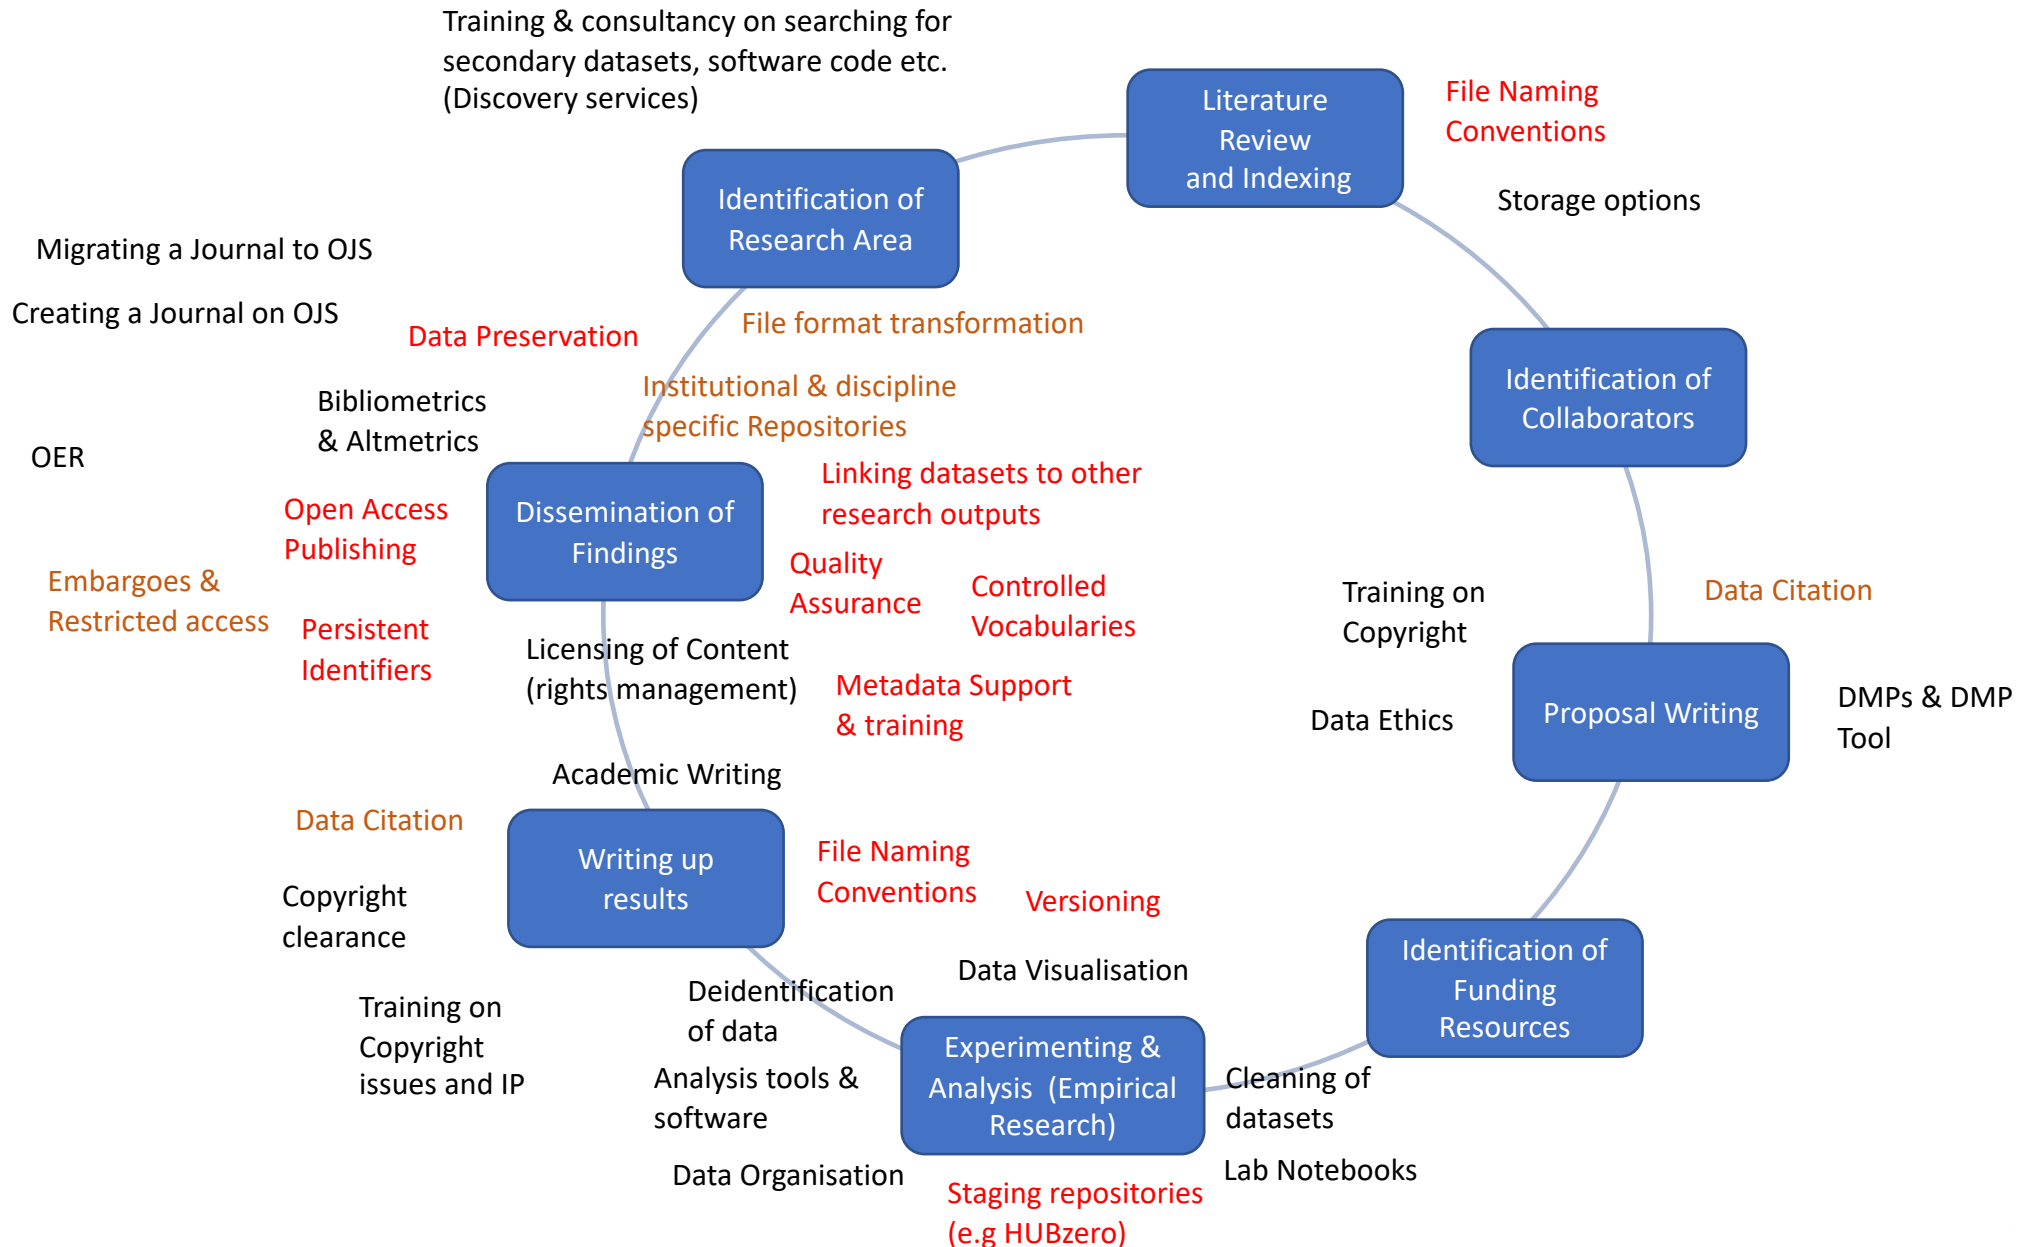 Training & consultancy on searching for
secondary datasets, software code etc.
(Discovery services)
Literature
Review
and Indexing
File Naming
Conventions
Storage options
Identification of
Research Area
Migrating a Journal to OJS
Creating a Journal on OJS
Data Preservation
File format transformation
Bibliometrics
& Altmetrics
Institutional & discipline
specific Repositories
Identification of
Collaborators
OER
Open Access
Publishing
Dissemination of
Findings
Linking datasets to other
research outputs
Quality
Assurance
Controlled
Vocabularies
Embargoes &
Restricted access
Persistent
Identifiers
Licensing of Content
(rights management)
Metadata Support
& training
Training on
Copyright
Data Citation
Data Ethics
Proposal Writing
DMPs & DMP
Tool
Academic Writing
Data Citation
Writing up
results
File Naming
Conventions
Versioning
Copyright
clearance
Identification of
Funding
Resources
Data Visualisation
Training on
Copyright
issues and IP
Deidentification
of data
Analysis tools &
software
Experimenting &
Analysis  (Empirical
Research)
Cleaning of
datasets
Data Organisation
Lab Notebooks
Staging repositories
(e.g HUBzero)